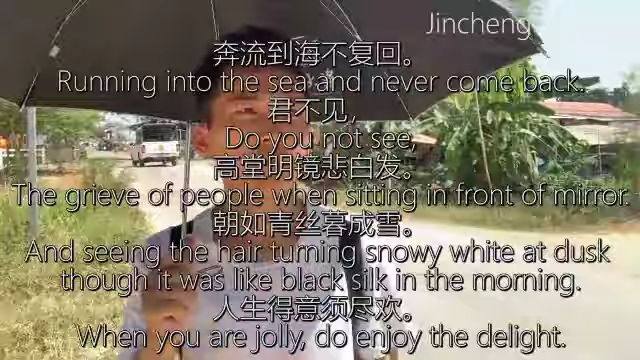 Jincheng
奔流到海不复回。
Running into the sea and never come back.
君不见，
Do you not see,
高堂明镜悲白发。
The grieve of people when sitting in front of mirror.
朝如青丝暮成雪。
And seeing the hair turning snowy white at dusk
though it was like black silk in the morning.
人生得意须尽欢。
When you are jolly, do enjoy the delight.